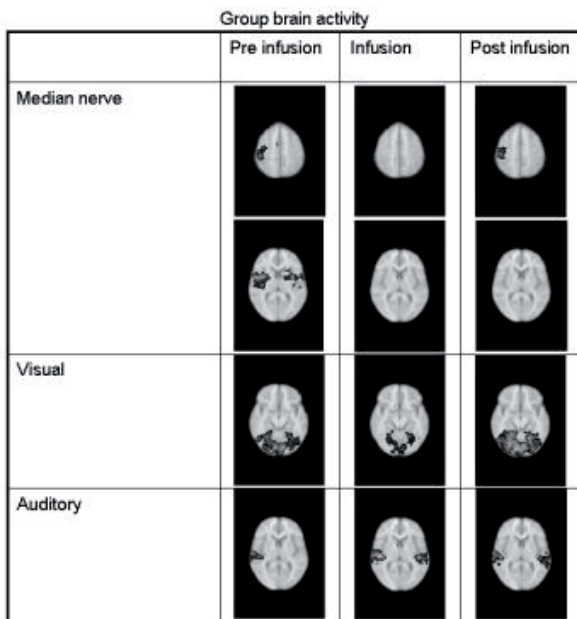 Group brain activity
Pre infusion Infusion Post infusion
Median nerve
Visual
Auditory